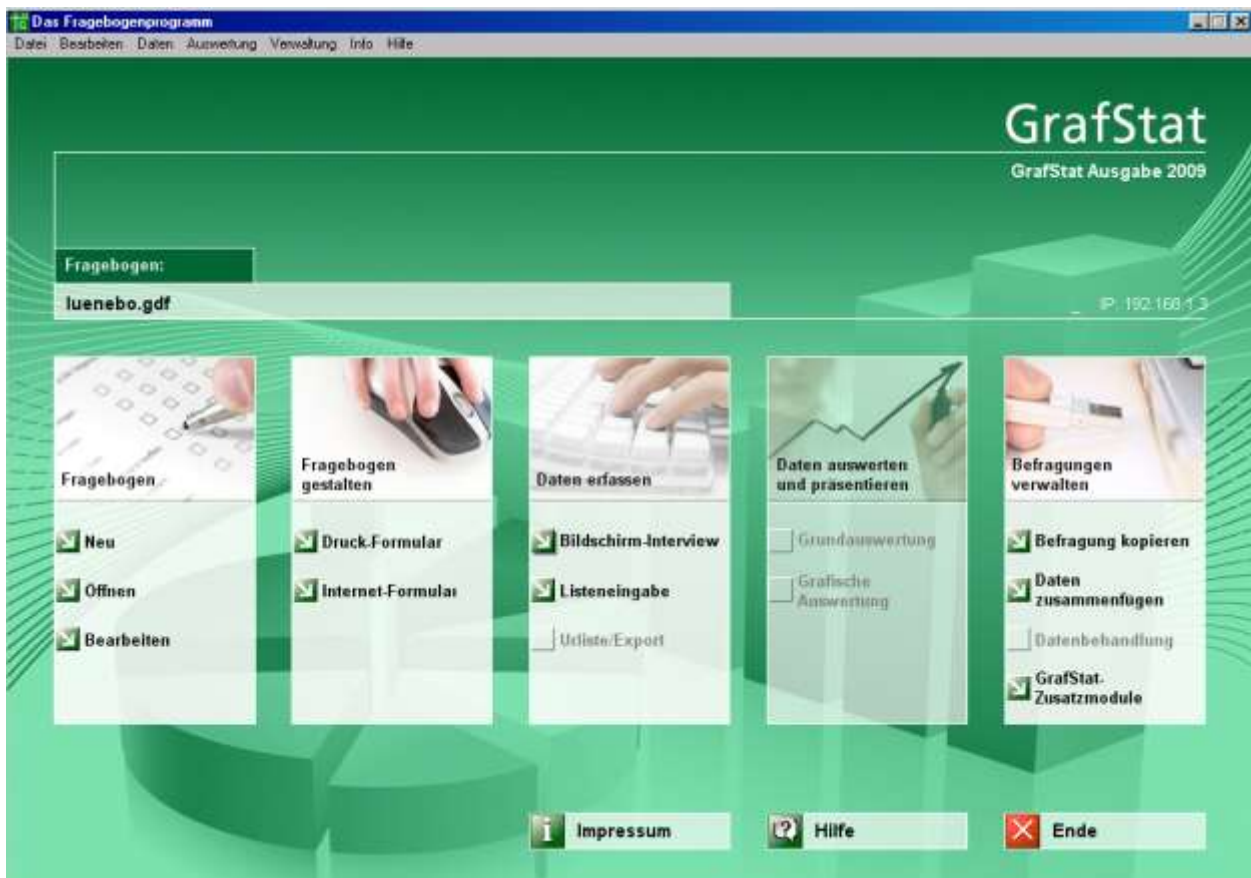 Das Fragebogenprogramm
Datei Bearbeiten Daten Auswertung Verwaltung Info Hilfe
GrafStat
GrafStat Ausgabe 2009
Fragebogen:
luenebo.gdf
_ IP: 192.168.1.3
Fragebogen
Neu
Öffnen
Bearbeiten
Fragebogen
gestalten
Druck-Formular
Internet-Formular
Daten erfassen
Bildschirm-Interview
Listeneingabe
Urliste/Export
Daten auswerten
und präsentieren
Grundauswertung
Grafische
Auswertung
Befragungen
verwalten
Befragung kopieren
Daten
zusammenfügen
Datenbehandlung
GrafStat-
Zusatzmodule
Impressum
Hilfe
Ende